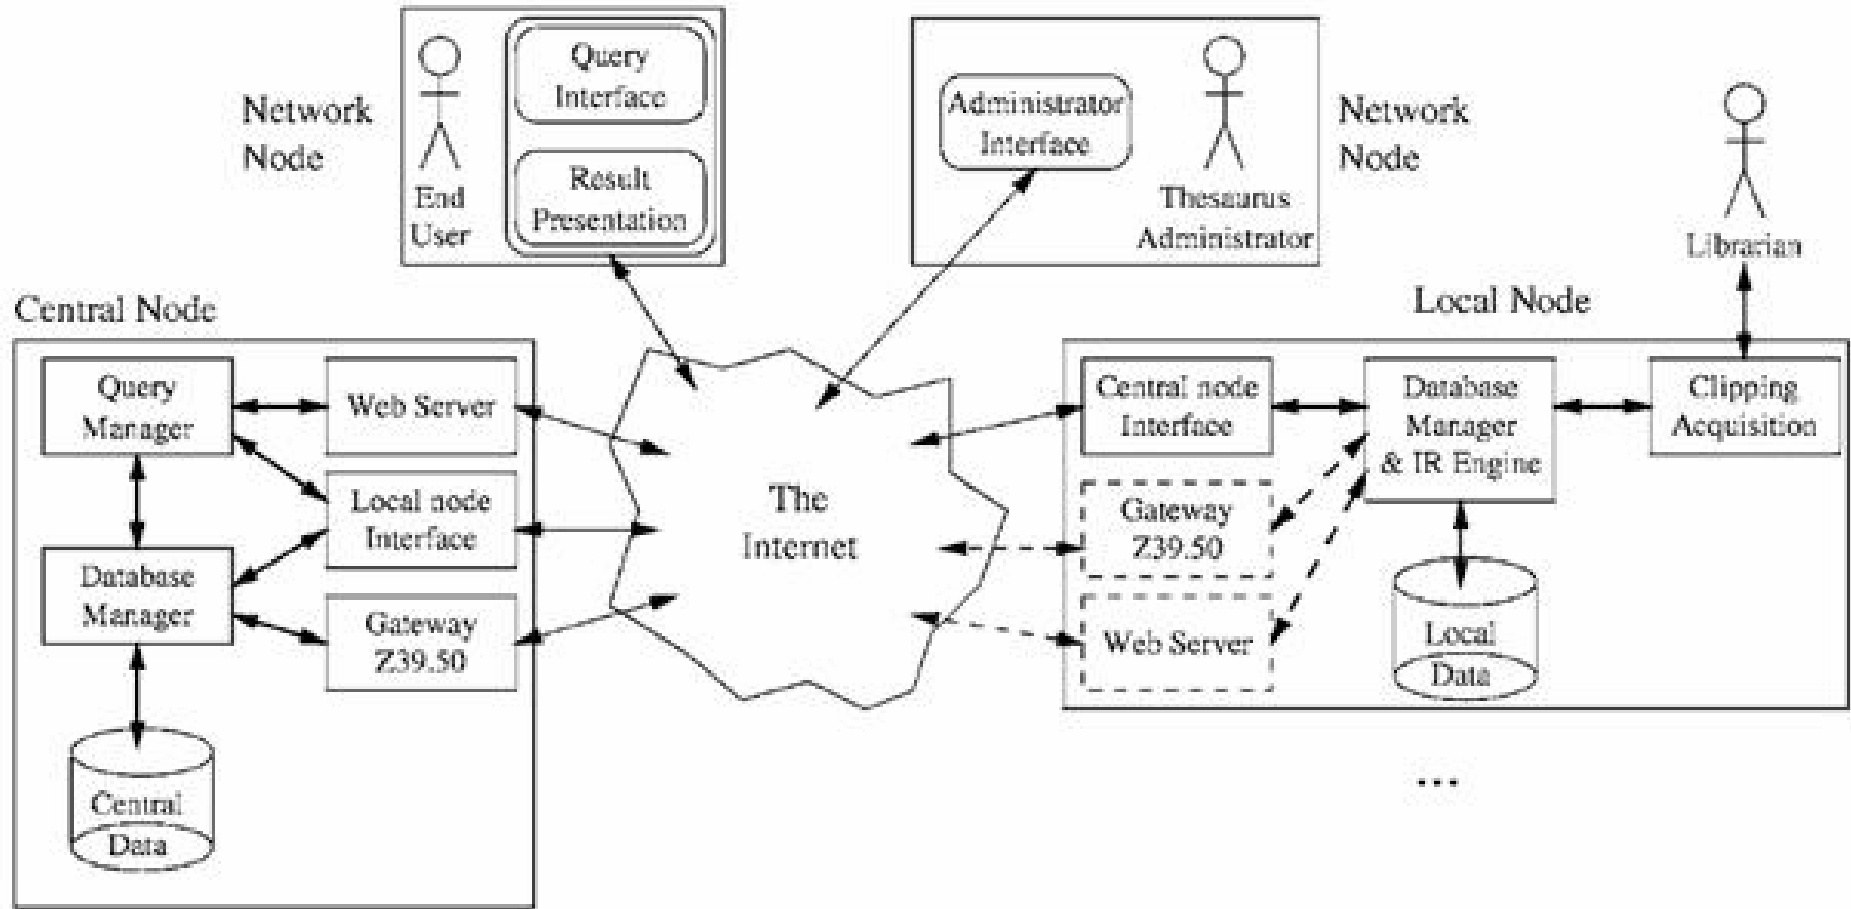 Network
Node
End
User
Query
Interface
Result
Presentation
Administrator
Interface
Thesaurus
Administrator
Network
Node
Librarian
Central Node
Query
Manager
Web Server
Local node
Interface
Database
Manager
Gateway
Z39.50
Central
Data
The
Internet
Local Node
Central node
Interface
Database
Manager
& IR Engine
Clipping
Acquisition
Gateway
Z39.50
Web Server
Local
Data
...